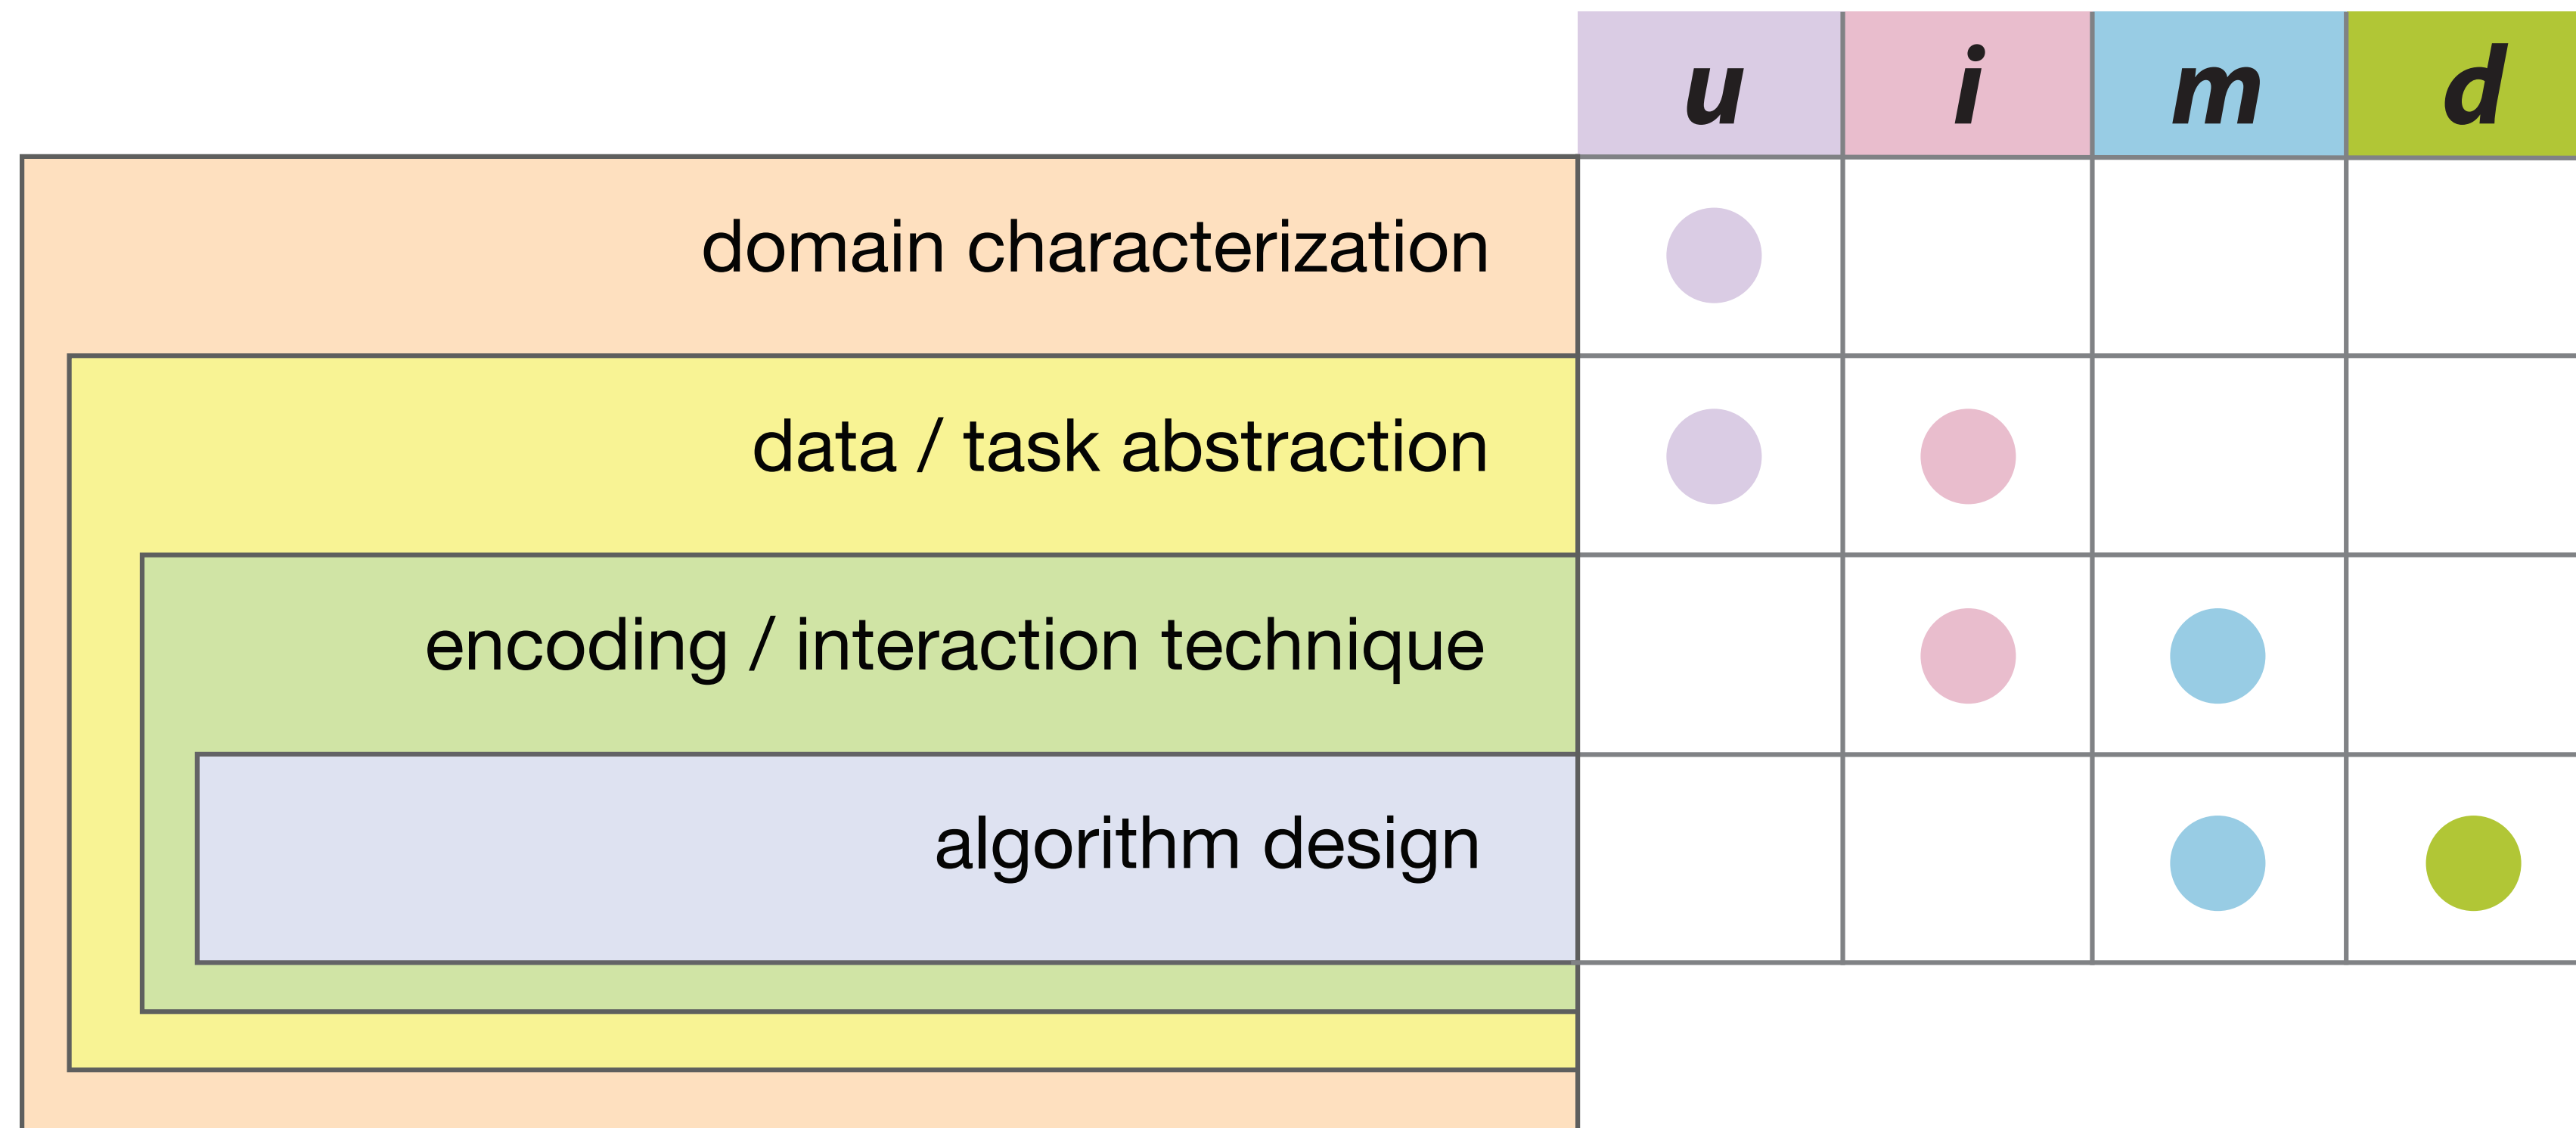 u i m d
domain characterization
data / task abstraction
encoding / interaction technique
algorithm design